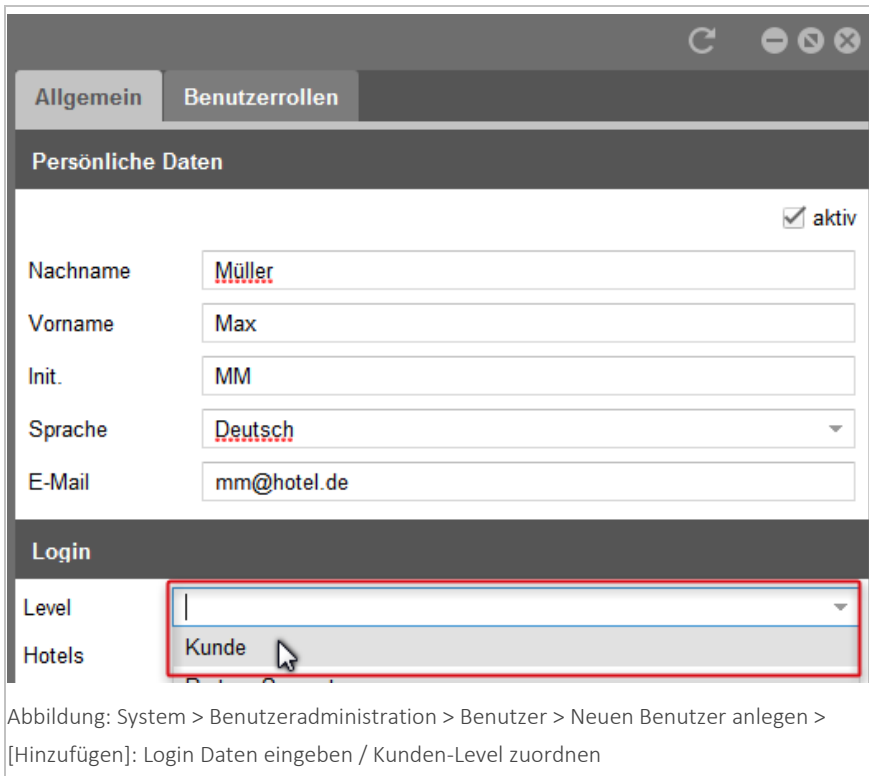 Allgemein Benutzerrollen
Persönliche Daten
aktiv
Nachname Müller
Vorname Max
Init. MM
Sprache Deutsch
E-Mail mm@hotel.de
Login
Level
Hotels Kunde
Abbildung: System > Benutzeradministration > Benutzer > Neuen Benutzer anlegen >
[Hinzufügen]: Login Daten eingeben / Kunden-Level zuordnen